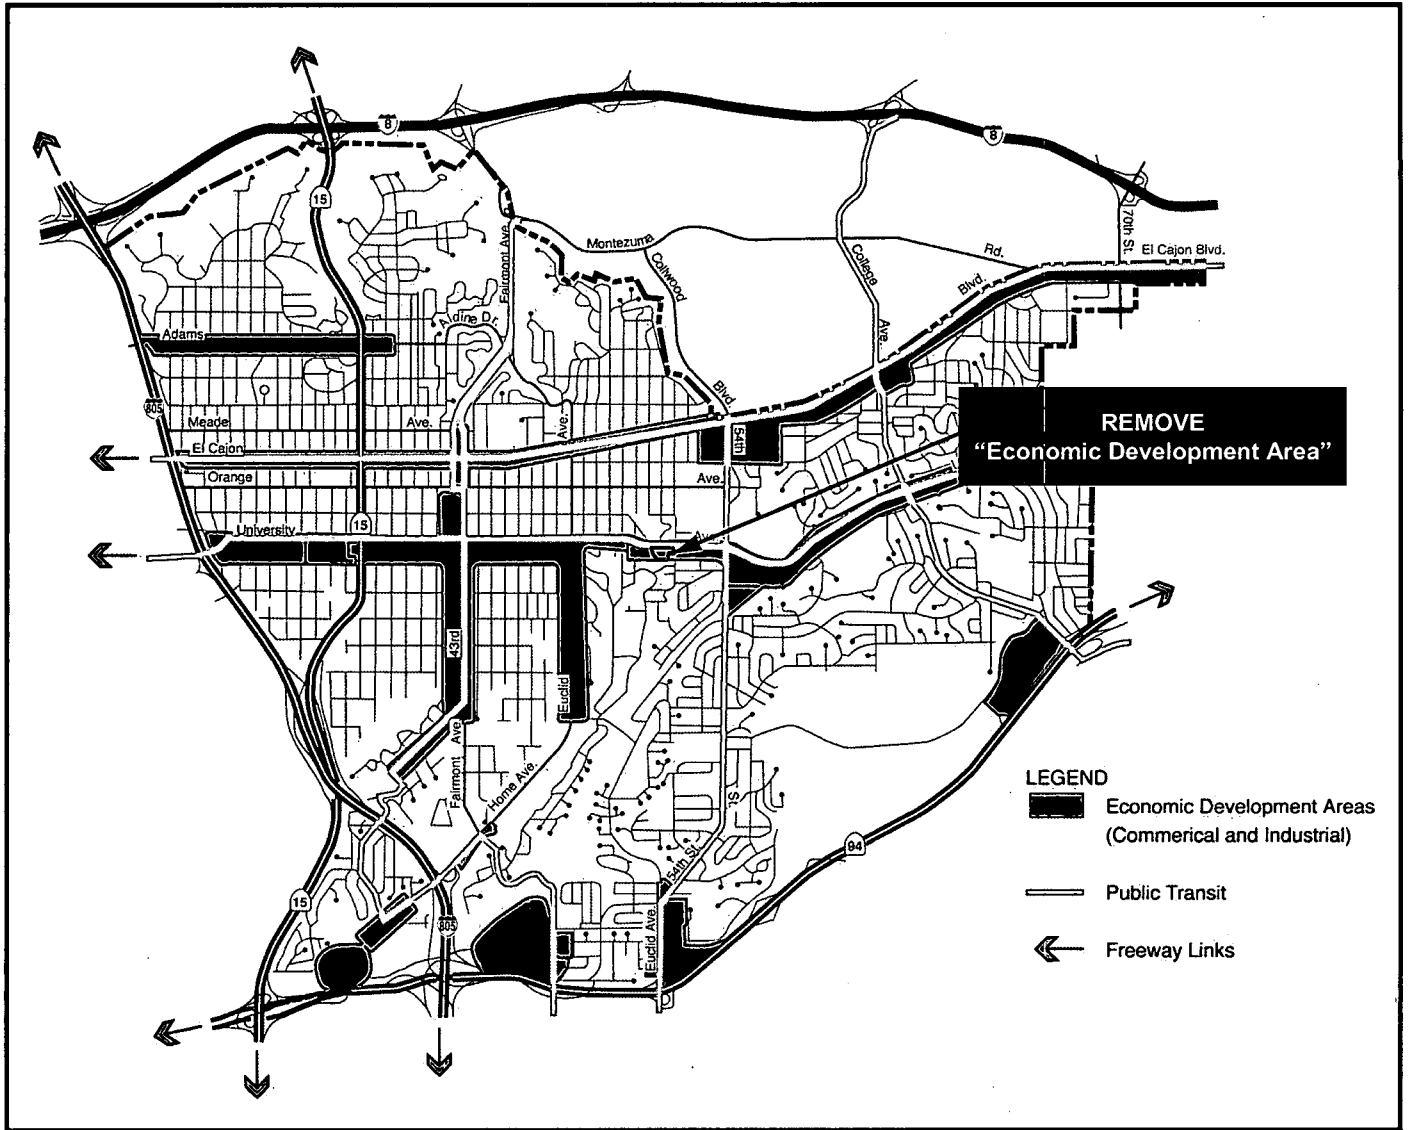 8
8
15
70th St.
El Cajon Blvd.
Montezuma
Rd.
Fairmont Ave.
Collwood
College
Blvd.
Aldine Dr.
Adams
Ave.
Blvd.
805
Meade
Ave.
Ave.
54th
El Cajon
Orange
Ave.
REMOVE
“Economic Development Area”
University
15
Ave.
43rd
Euclid
Fairmont Ave.
Home Ave.
St.
54th St.
94
15
805
Euclid Ave.
LEGEND
Economic Development Areas
(Commerical and Industrial)
Public Transit
Freeway Links